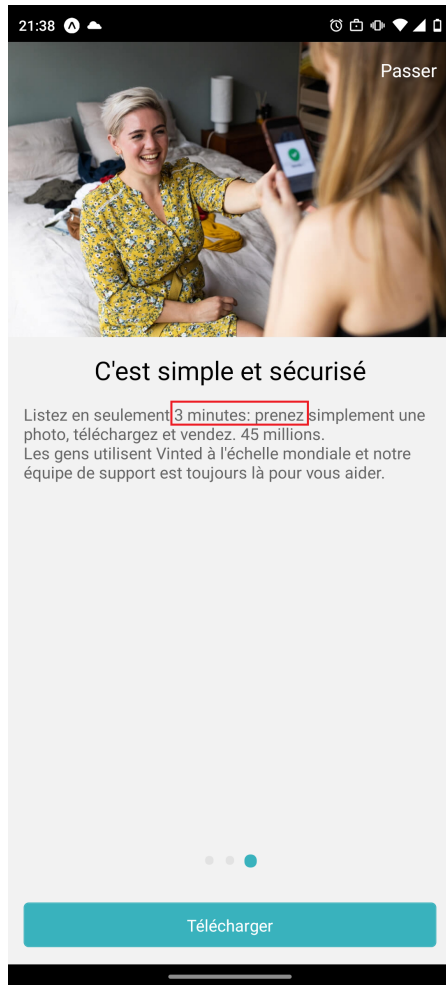 21:38
Passer
C'est simple et sécurisé
Listez en seulement 3 minutes: prenez simplement une
photo, téléchargez et vendez. 45 millions.
Les gens utilisent Vinted à l'échelle mondiale et notre
équipe de support est toujours là pour vous aider.
Télécharger